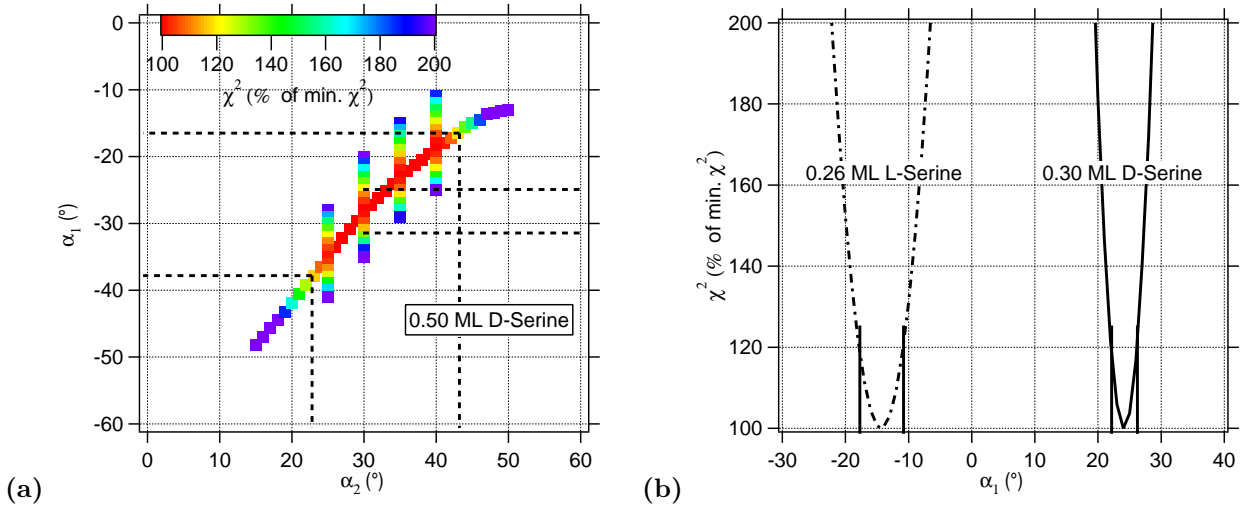 0
-10
-20
-30
-40
-50
-60
α1 (°)
100 120 140 160 180 200
χ2 (% of min. χ2)
0.50 ML D-Serine
0 10 20 30 40 50 60
α2 (°)
(a)
200
180
160
140
120
100
χ2 (% of min. χ2)
0.26 ML L-Serine 0.30 ML D-Serine
-30 -20 -10 0 10 20 30 40
α1 (°)
(b)